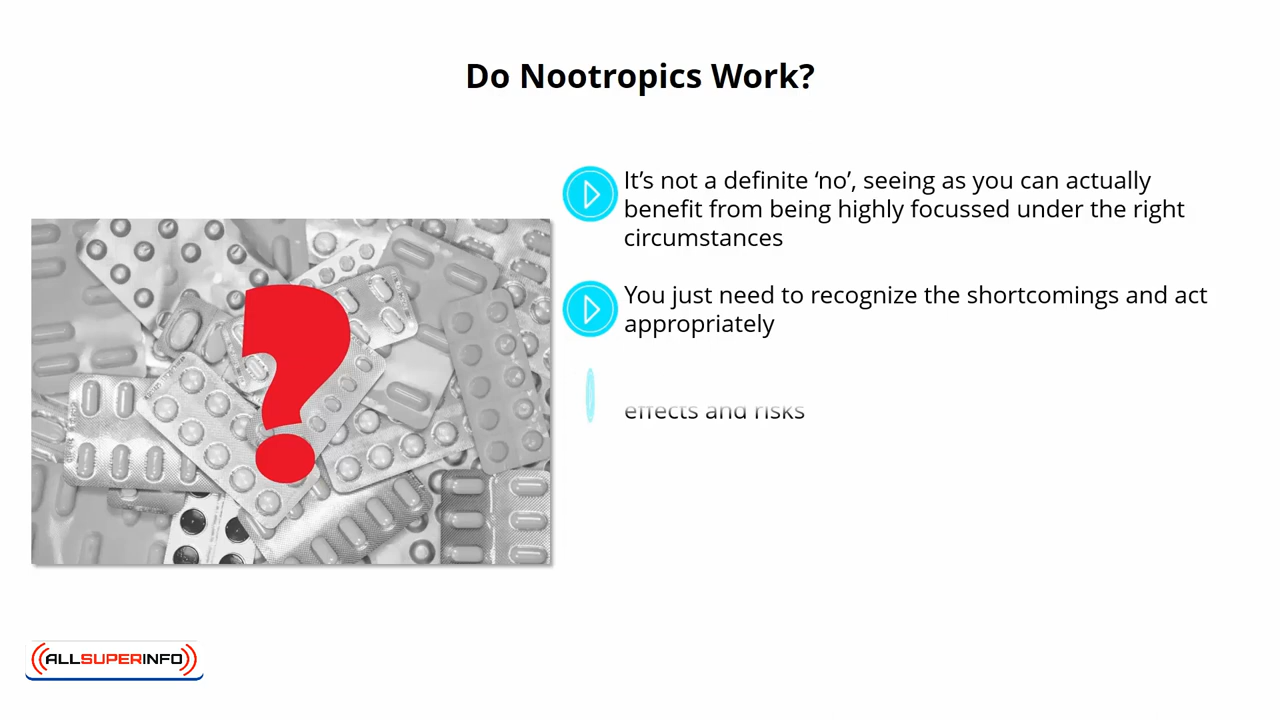 Do Nootropics Work?
It’s not a definite ‘no’, seeing as you can actually
benefit from being highly focussed under the right
circumstances
You just need to recognize the shortcomings and act
appropriately
effects and risks
ALLSUPERINFO